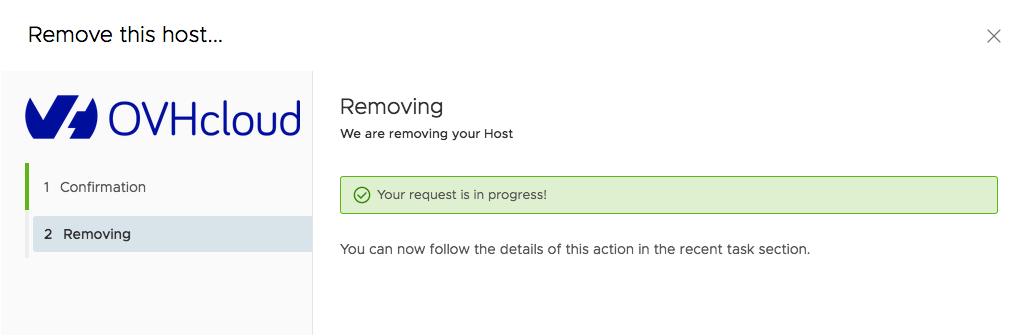 Remove this host...
OVHcloud
1 Confirmation
2 Removing
Removing
We are removing your Host
Your request is in progress!
You can now follow the details of this action in the recent task section.